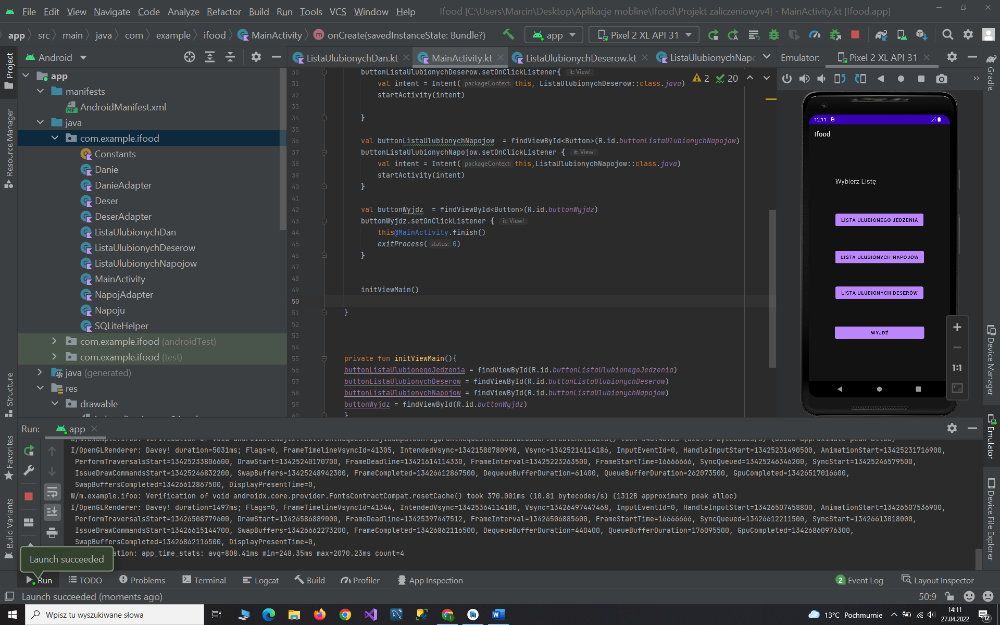 File Edit View Navigate Code Analyze Refactor Build Run Tools VCS Window Help Ifood [C:\Users\Marcin\Desktop\Aplikacje mobline\Ifood\Projekt zaliczeniowyv4] - MainActivity.kt [Ifood.app]
app src main java com example ifood MainActivity m onCreate(savedInstanceState: Bundle?) app Pixel 2 XL API 31
Android
ListaUlubionychDan.kt MainActivity.kt ListaUlubionychDeserow.kt ListaUlubionychNapo
Emulator: Pixel 2 XL API 31
Project
Resource Manager
Structure
Favorites
Build Variants
app
manifests
MF AndroidManifest.xml
java
com.example.ifood
Constants
Danie
DanieAdapter
Deser
DeserAdapter
ListaUlubionychDan
ListaUlubionychDeserow
ListaUlubionychNapojow
MainActivity
NapojAdapter
Napoju
SQLiteHelper
com.example.ifood (androidTest)
com.example.ifood (test)
java (generated)
res
drawable
2 20
30 buttonListaUlubionychDeserow.setOnClickListener{ it: View!
31 val intent = Intent( packageContext: this, ListaUlubionychDeserow::class.java)
32 startActivity(intent)
33
34 }
35
36 val buttonListaUlubionychNapojow = findViewById<Button>(R.id.buttonListaUlubionychNapojow)
37 buttonListaUlubionychNapojow.setOnClickListener { it: View!
38 val intent = Intent( packageContext: this,ListaUlubionychNapojow::class.java)
39 startActivity(intent)
40 }
41
42 val buttonWyjdz = findViewById<Button>(R.id.buttonWyjdz)
43 buttonWyjdz.setOnClickListener { it: View!
44 this@MainActivity.finish()
45 exitProcess( status: 0)
46 }
47
48
49 initViewMain()
50
51 }
52
53
54
55 private fun initViewMain(){
56 buttonListaUlubionegoJedzenia = findViewById(R.id.buttonListaUlubionegoJedzenia)
57 buttonListaUlubionychDeserow = findViewById(R.id.buttonListaUlubionychDeserow)
58 buttonListaUlubionychNapojow = findViewById(R.id.buttonListaUlubionychNapojow)
59 buttonWyjdz = findViewById(R.id.buttonWyjdz)
60 }
12:11
Ifood
Wybierz Listę
LISTA ULUBIONEGO JEDZENIA
LISTA ULUBIONYCH NAPOJÓW
LISTA ULUBIONYCH DESERÓW
WYJDŹ
1:1
Gradle
Device Manager
Emulator
Device File Explorer
Run: app
I/OpenGLRenderer: Davey! duration=5031ms; Flags=0, FrameTimelineVsyncId=41305, IntendedVsync=13421580780998, Vsync=13425214114186, InputEventId=0, HandleInputStart=13425231490500, AnimationStart=13425231716900,
PerformTraversalsStart=13425233806600, DrawStart=13425240170700, FrameDeadline=13421614114330, FrameInterval=13425223263500, FrameStartTime=16666666, SyncQueued=13425246346200, SyncStart=13425246579500,
IssueDrawCommandsStart=13425246832200, SwapBuffers=13425248942300, FrameCompleted=13426612867500, DequeueBufferDuration=61400, QueueBufferDuration=262073500, GpuCompleted=13426517016600,
SwapBuffersCompleted=13426612867500, DisplayPresentTime=0,
W/m.example.ifoo: Verification of void androidx.core.provider.FontsContractCompat.resetCache() took 370.001ms (10.81 bytecodes/s) (1312B approximate peak alloc)
I/OpenGLRenderer: Davey! duration=1497ms; Flags=0, FrameTimelineVsyncId=41344, IntendedVsync=13425364114180, Vsync=13426497447468, InputEventId=0, HandleInputStart=13426507458800, AnimationStart=13426507536900,
PerformTraversalsStart=13426508779600, DrawStart=13426586889000, FrameDeadline=13425397447512, FrameInterval=13426506885600, FrameStartTime=16666666, SyncQueued=13426612211500, SyncStart=13426613018000,
IssueDrawCommandsStart=13426615144700, SwapBuffers=13426662273200, FrameCompleted=13426862116500, DequeueBufferDuration=440400, QueueBufferDuration=176095500, GpuCompleted=13426860976300,
SwapBuffersCompleted=13426862116500, DisplayPresentTime=0,
ation: app_time_stats: avg=808.41ms min=248.35ms max=2070.23ms count=4
Launch succeeded
Run TODO Problems Terminal Logcat Build Profiler App Inspection 2 Event Log Layout Inspector
Launch succeeded (moments ago) 50:9
Wpisz tu wyszukiwane słowa
13°C Pochmurnie 14:11
27.04.2022
12